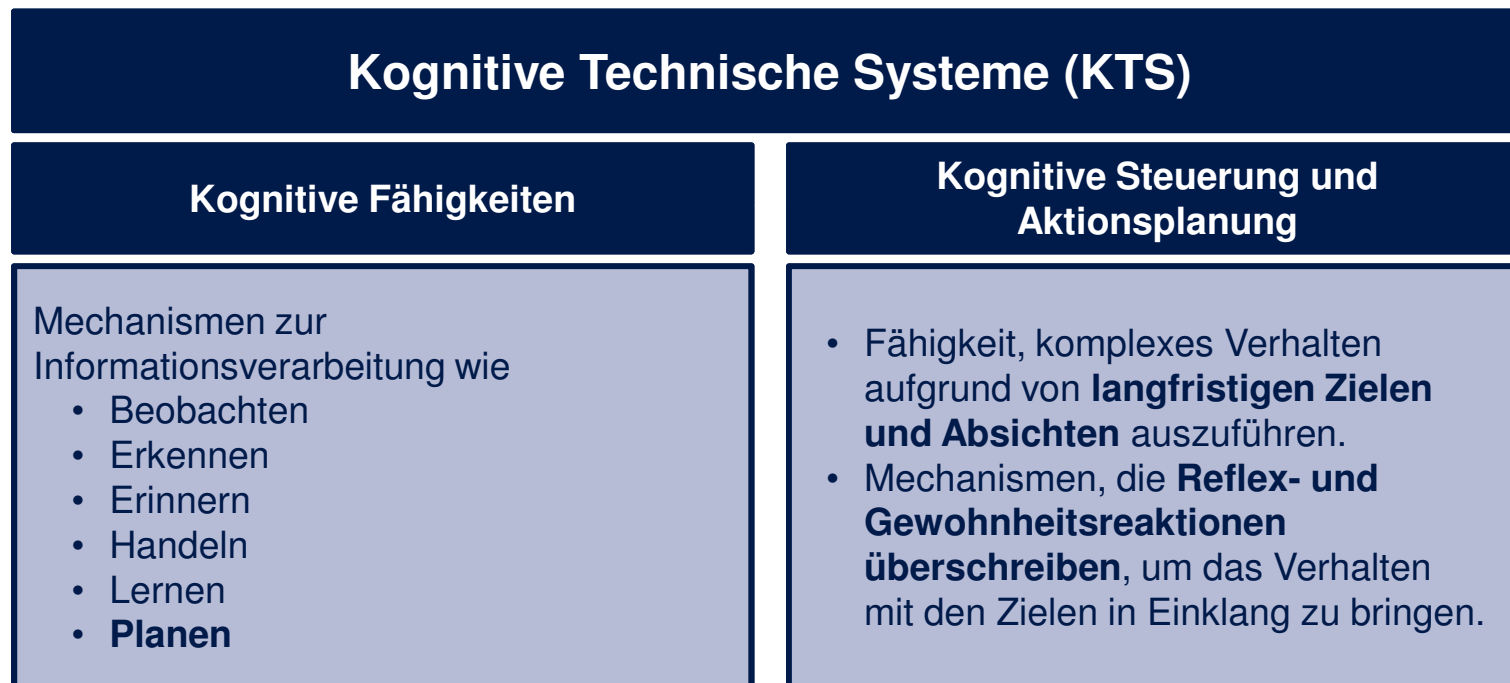 Kognitive Technische Systeme (KTS)
Kognitive Fähigkeiten
Mechanismen zur
Informationsverarbeitung wie
• Beobachten
• Erkennen
• Erinnern
• Handeln
• Lernen
• Planen
Kognitive Steuerung und
Aktionsplanung
• Fähigkeit, komplexes Verhalten
aufgrund von langfristigen Zielen
und Absichten auszuführen.
• Mechanismen, die Reflex- und
Gewohnheitsreaktionen
überschreiben, um das Verhalten
mit den Zielen in Einklang zu bringen.